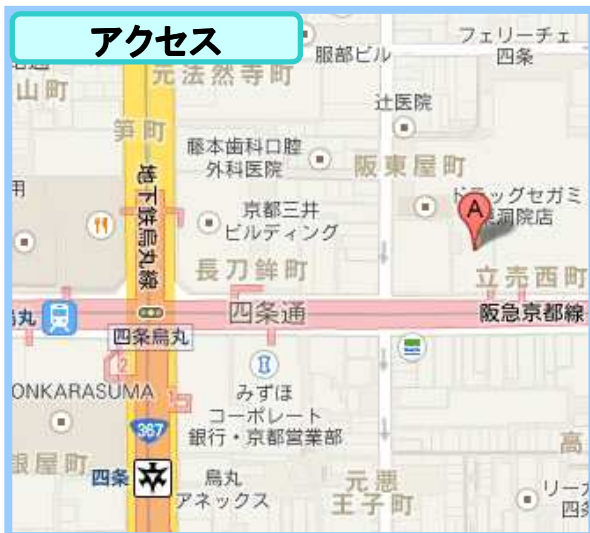 アクセス
服部ビル
フェリーチェ
四条
山町
元法然寺町
辻医院
笋町
藤本歯科口腔
外科医院
阪東屋町
地下鉄烏丸線
用
京都三井
ビルディング
ドラッグセガミ
洞院店
A
長刀鉾町
立売西町
烏丸
四条通
阪急京都線
四条烏丸
2
みずほ
コーポレート
銀行・京都営業部
ONKARASUMA
1
367
銀屋町
高
四条
烏丸
アネックス
元悪
王子町
リーガ
四条